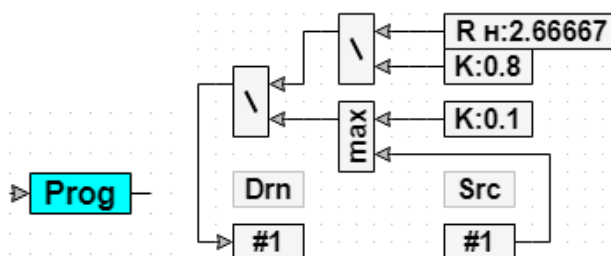 \
R н:2.66667
K:0.8
\
max
K:0.1
Prog
Drn
Src
#1
#1